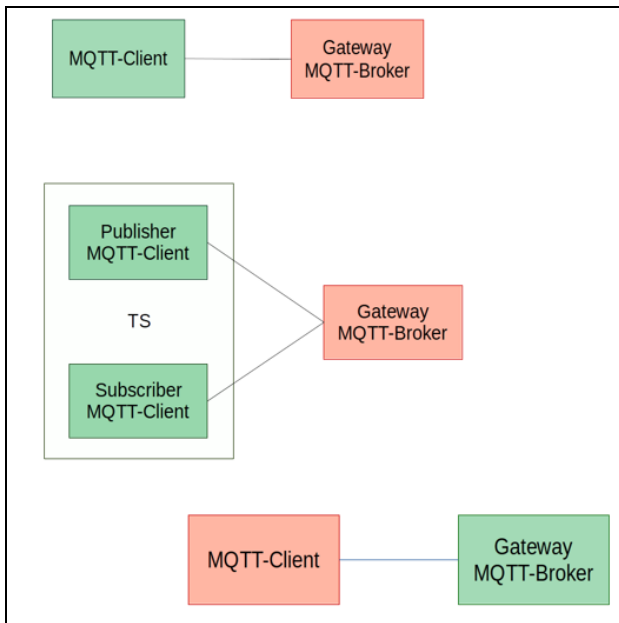 MQTT-Client
Gateway
MQTT-Broker
Publisher
MQTT-Client
TS
Gateway
MQTT-Broker
Subscriber
MQTT-Client
MQTT-Client
Gateway
MQTT-Broker